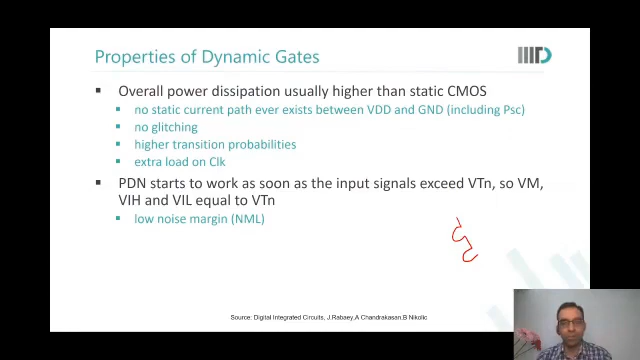 Properties of Dynamic Gates
Overall power dissipation usually higher than static CMOS
no static current path ever exists between VDD and GND (including Psc)
no glitching
higher transition probabilities
extra load on Clk
PDN starts to work as soon as the input signals exceed VTn, so VM,
VIH and VIL equal to VTn
low noise margin (NML)
Source: Digital Integrated Circuits, J.Rabaey,A Chandrakasan.B Nikolic